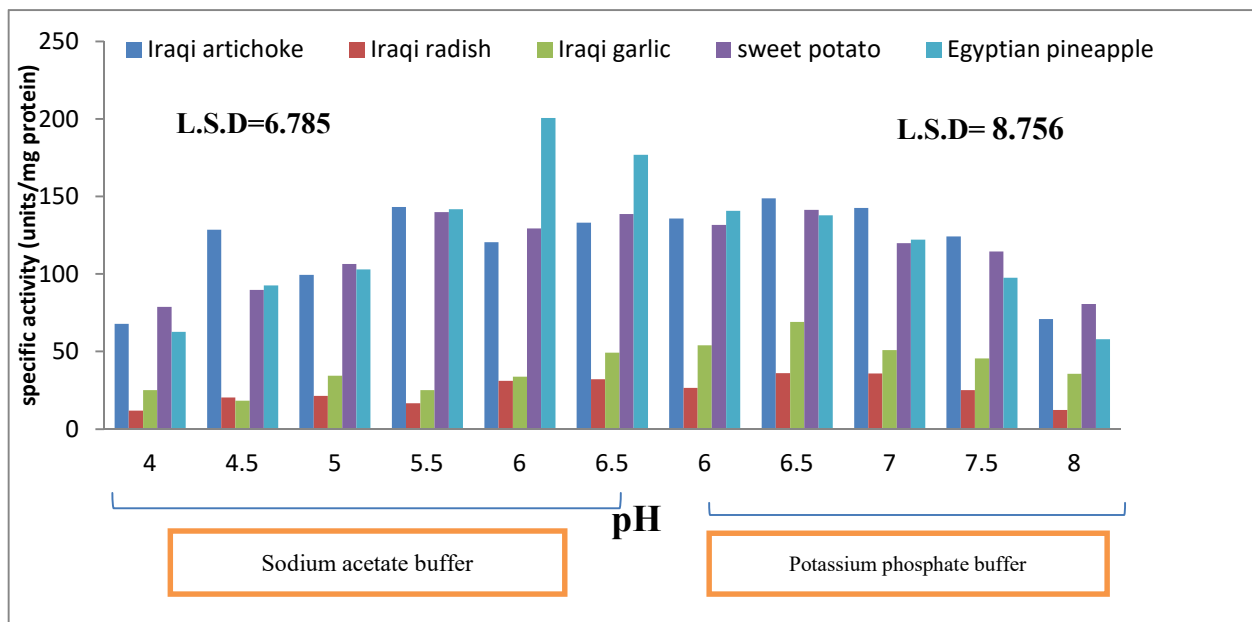 250
200
150
100
50
0
specific activity (units/mg protein)
Iraqi artichoke Iraqi radish Iraqi garlic sweet potato Egyptian pineapple
L.S.D=6.785 L.S.D= 8.756
4 4.5 5 5.5 6 6.5 6 6.5 7 7.5 8
pH
Sodium acetate buffer Potassium phosphate buffer